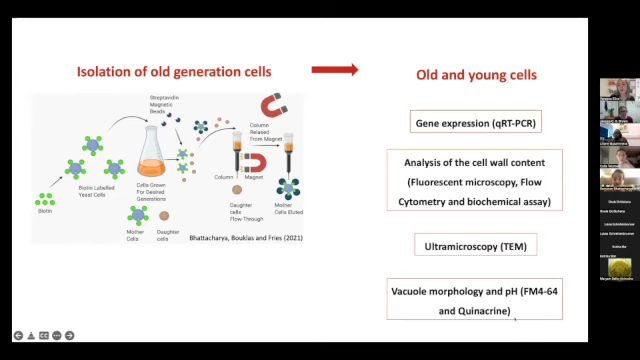 Isolation of old generation cells
Old and young cells
Streptavidin
Magnetic
Beads
Column
Relased
From Magnet
Biotin
Biotin Labelled
Yeast Cells
Cells Grown
For Desired
Generations
Column
Magnet
Mother
Cells
Daughter
cells
Daughter
cells
Flow Through
Mother
Cells Eluted
Bhattacharya, Bouklas and Fries (2021)
Gene expression (qRT-PCR)
Analysis of the cell wall content
(Fluorescent microscopy, Flow
Cytometry and biochemical assay)
Ultramicroscopy (TEM)
Vacuole morphology and pH (FM4-64
and Quinacrine)